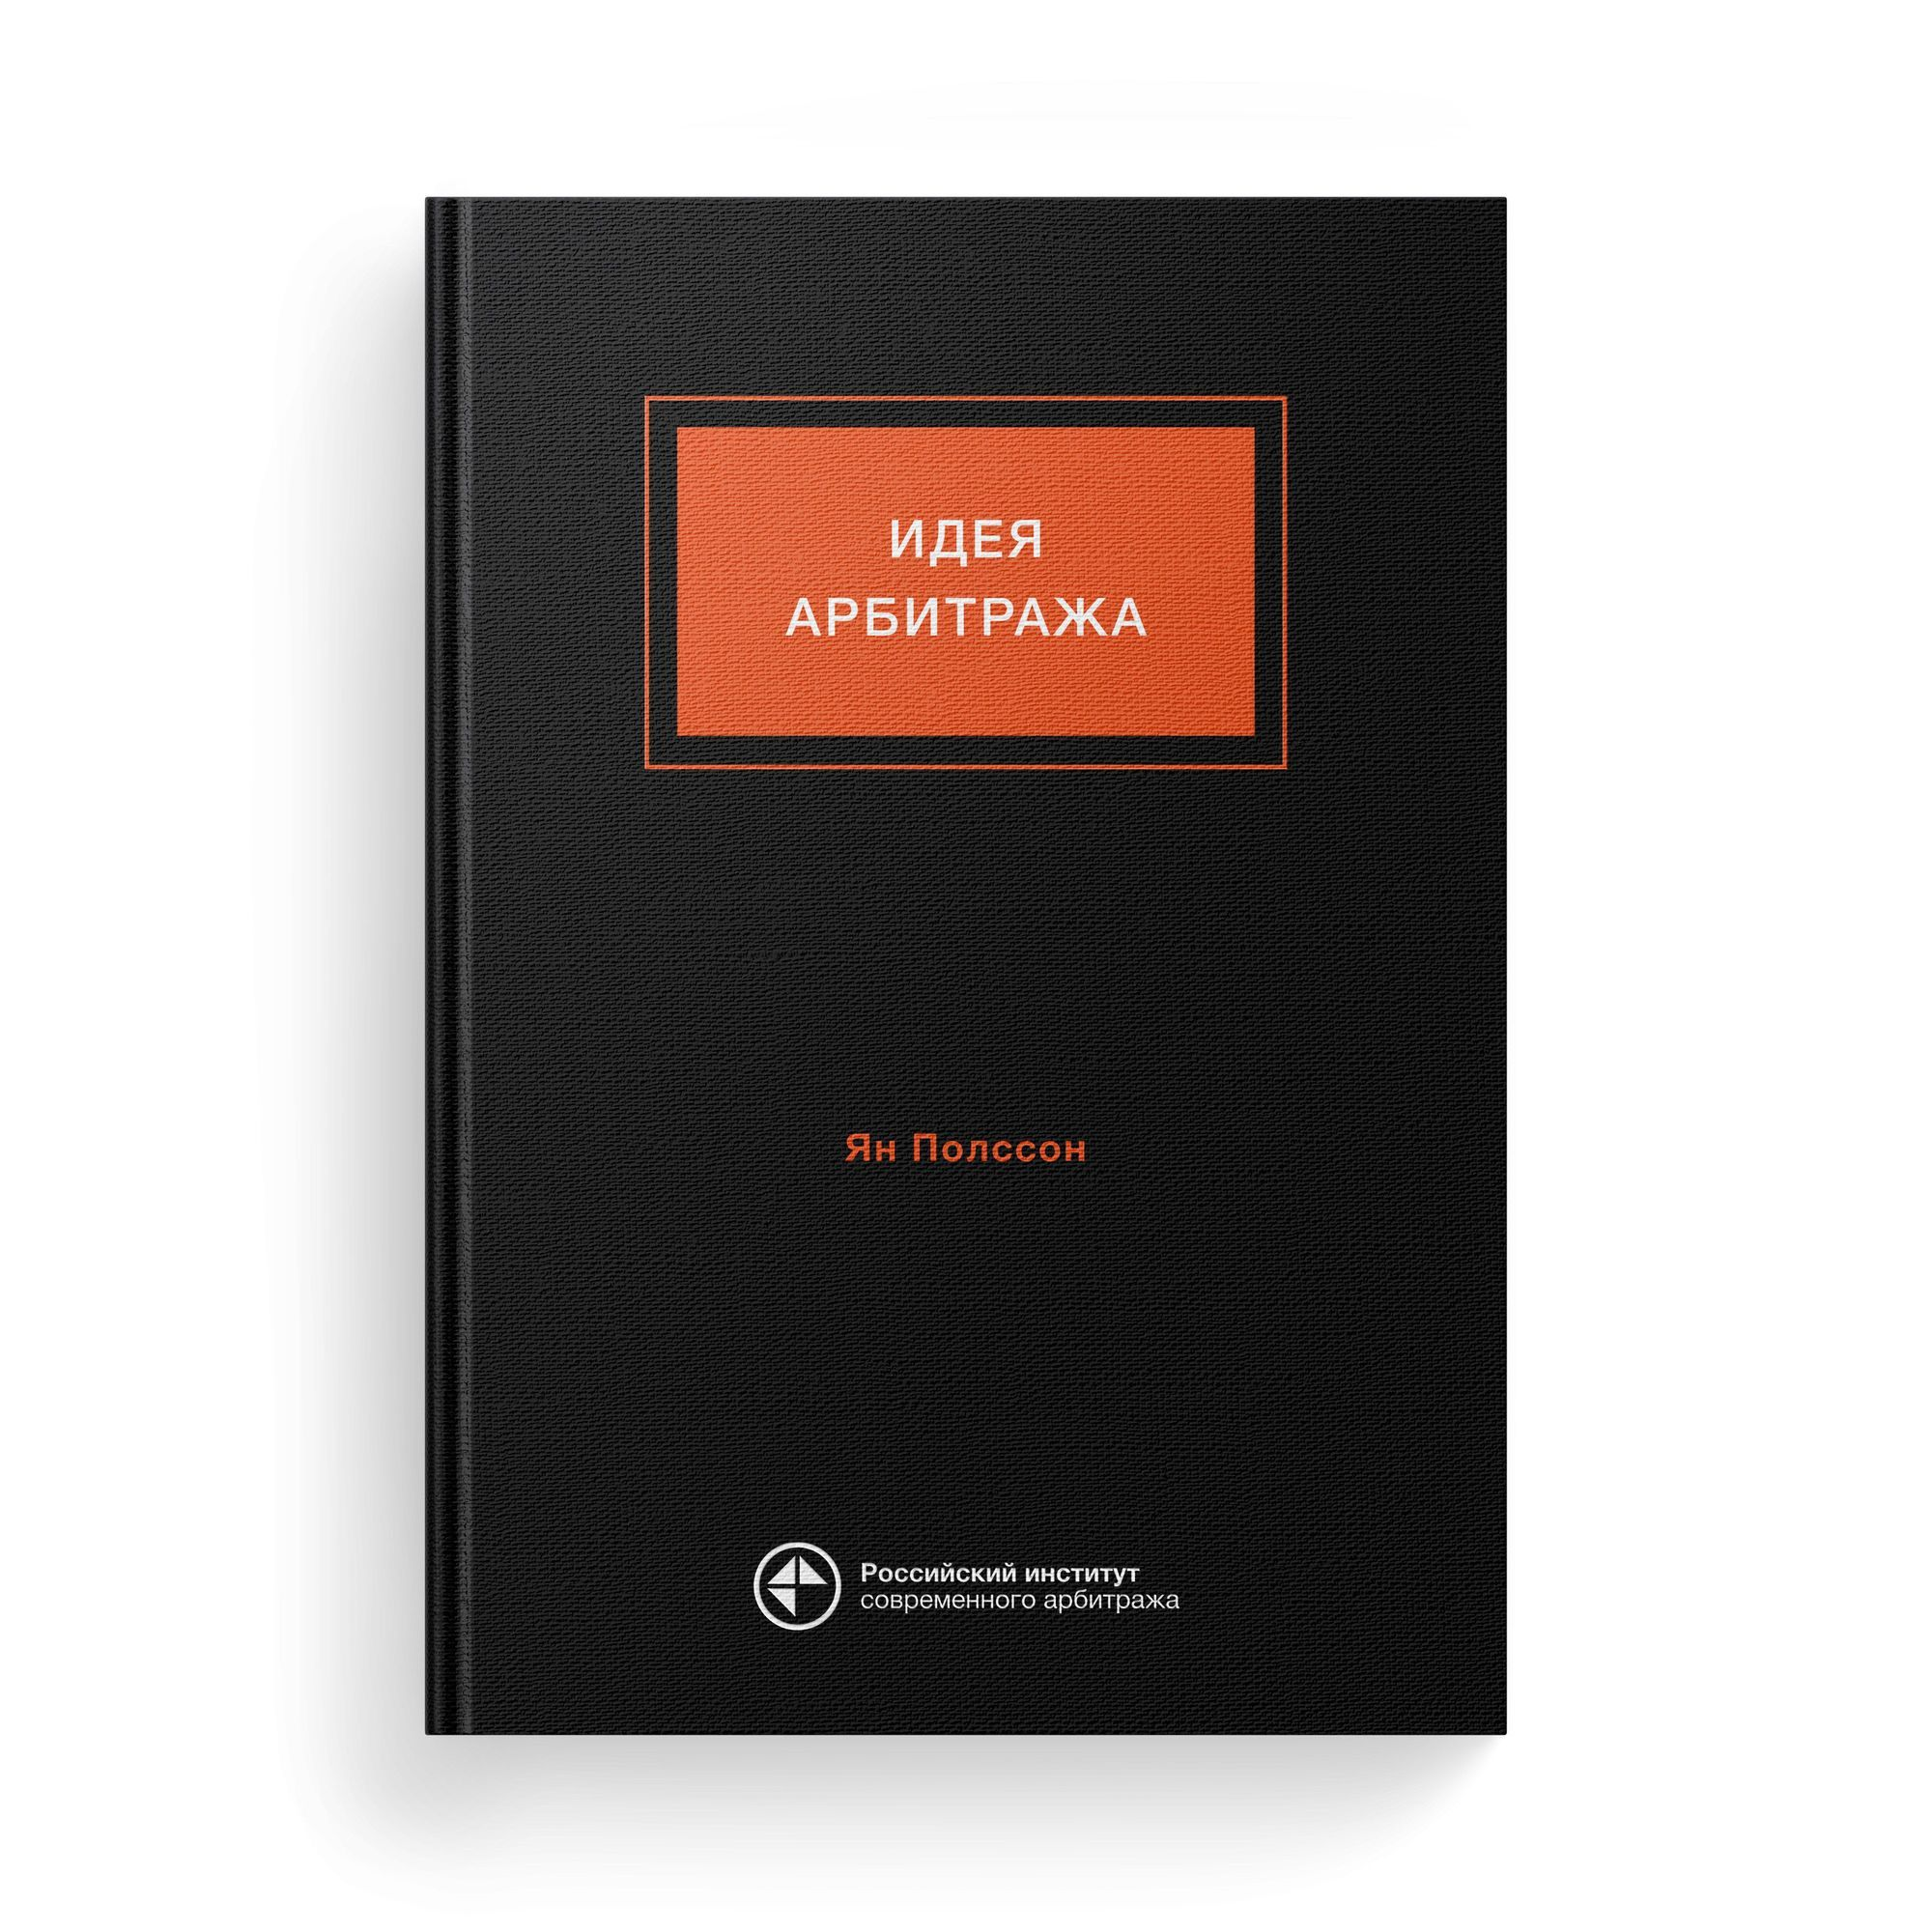 ИДЕЯ
АРБИТРАЖА
Ян Полссон
Российский институт
современного арбитража